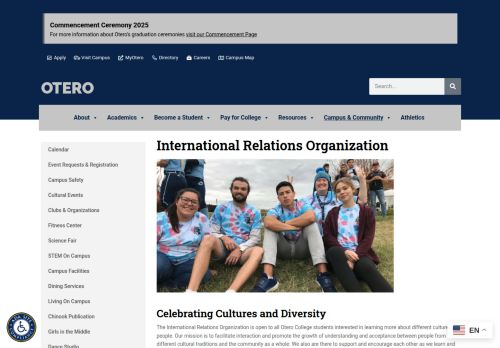 Commencement Ceremony 2025
For more information about Otero's graduation ceremonies visit our Commencement Page
Apply Visit Campus MyOtero Directory Careers Campus Map
OTERO
Search...
About Academics Become a Student Pay for College Resources Campus & Community Athletics
Calendar
Event Requests & Registration
Campus Safety
Cultural Events
Clubs & Organizations
Fitness Center
Science Fair
STEM On Campus
Campus Facilities
Dining Services
Living On Campus
Chinook Publication
Girls in the Middle
Dance Studio
International Relations Organization
Celebrating Cultures and Diversity
The International Relations Organization is open to all Otero College students interested in learning more about different
people. Our mission is to facilitate interaction and promote the growth of understanding and acceptance between people from
different cultural traditions and the community as a whole. We also are there to support and encourage each other as we learn and
EN